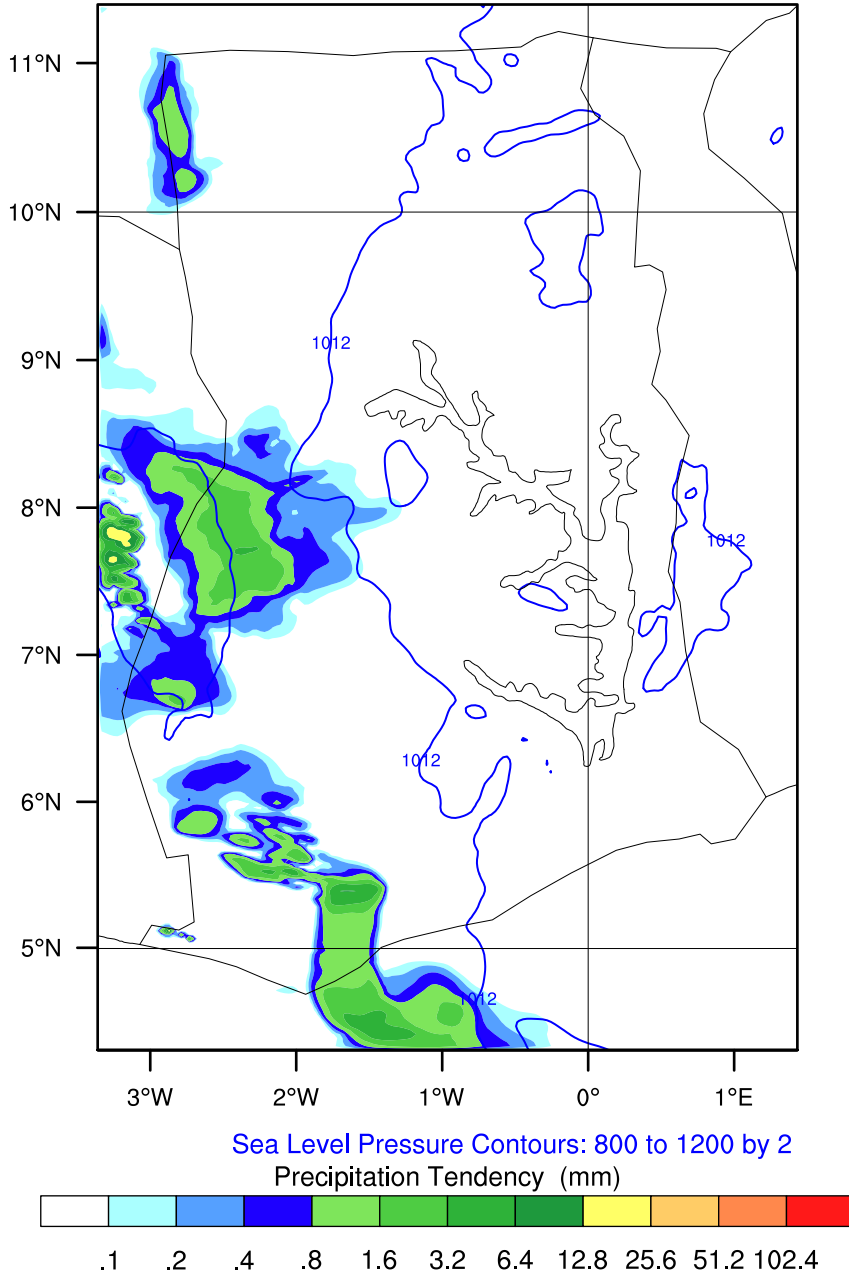 11°N
10°N
9°N
1012
8°N
1012
7°N
1012
6°N
5°N
1012
3°W 2°W 1°W 0° 1°E
Sea Level Pressure Contours: 800 to 1200 by 2
Precipitation Tendency (mm)
.1 .2 .4 .8 1.6 3.2 6.4 12.8 25.6 51.2 102.4